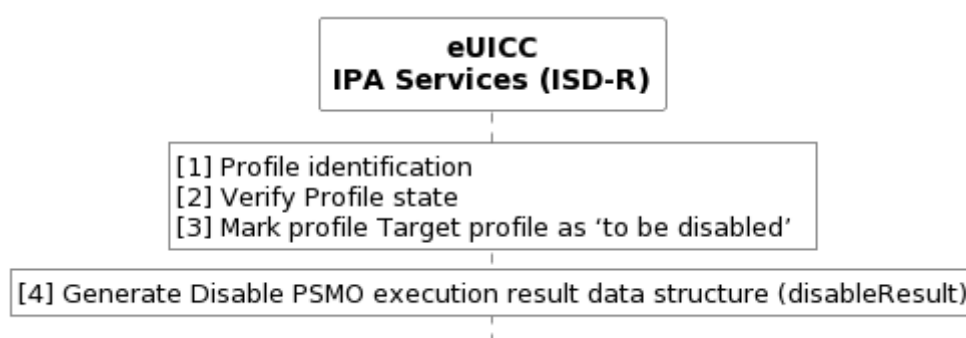 eUICC
IPA Services (ISD-R)
[1] Profile identification
[2] Verify Profile state
[3] Mark profile Target profile as ‘to be disabled’
[4] Generate Disable PSMO execution result data structure (disableResult)